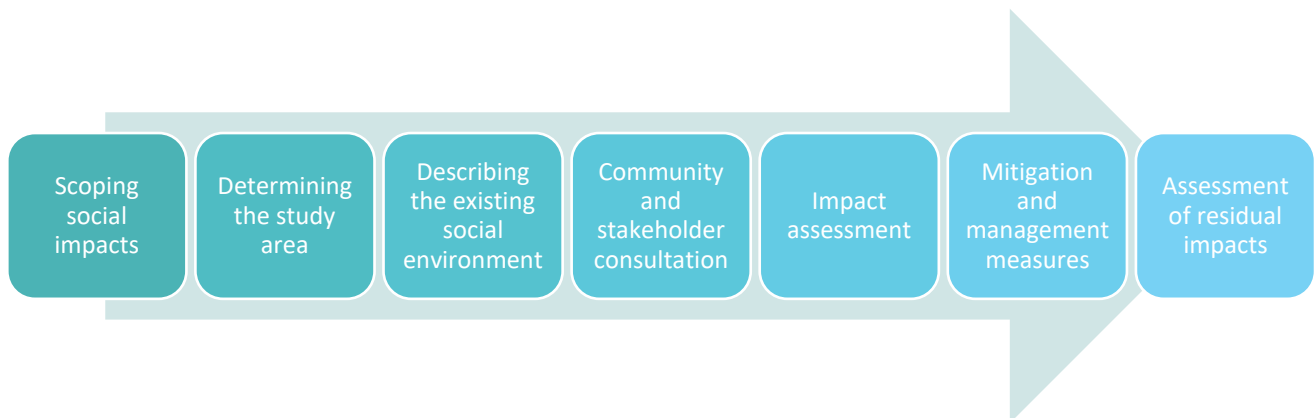 Scoping
social
impacts
Determining
the study
area
Describing
the existing
social
environment
Community
and
stakeholder
consultation
Impact
assessment
Mitigation
and
management
measures
Assessment
of residual
impacts